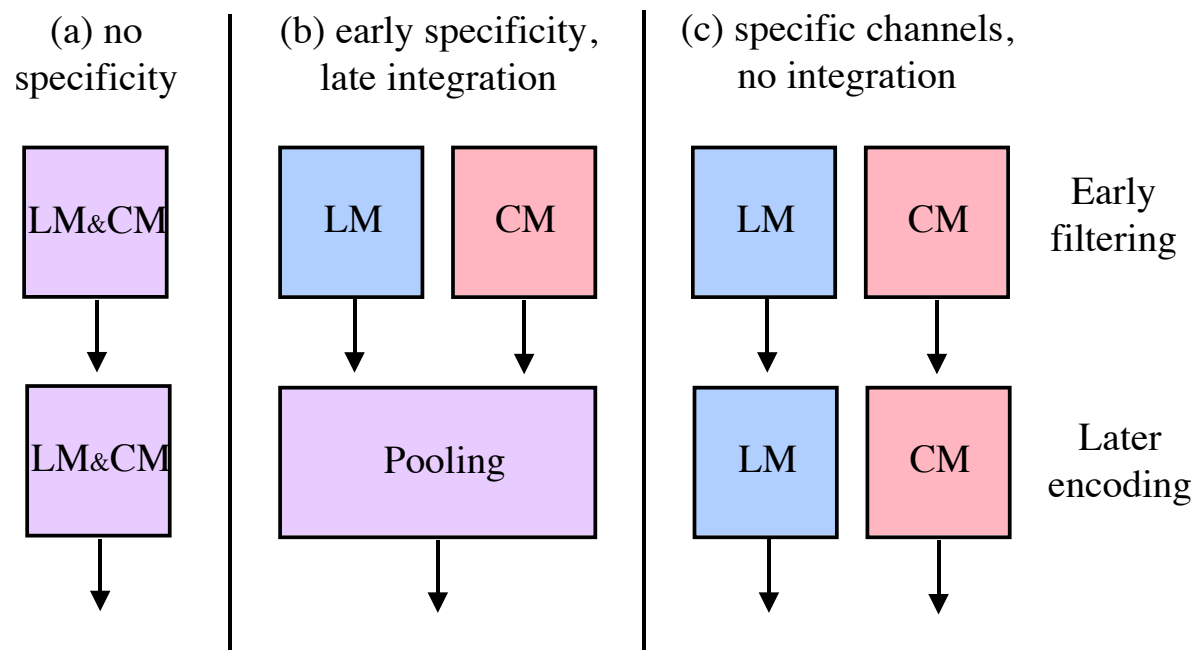 (a) no
specificity
(b) early specificity,
late integration
(c) specific channels,
no integration
LM&CM
LM
CM
LM
CM
Early
filtering
LM&CM
Pooling
LM
CM
Later
encoding